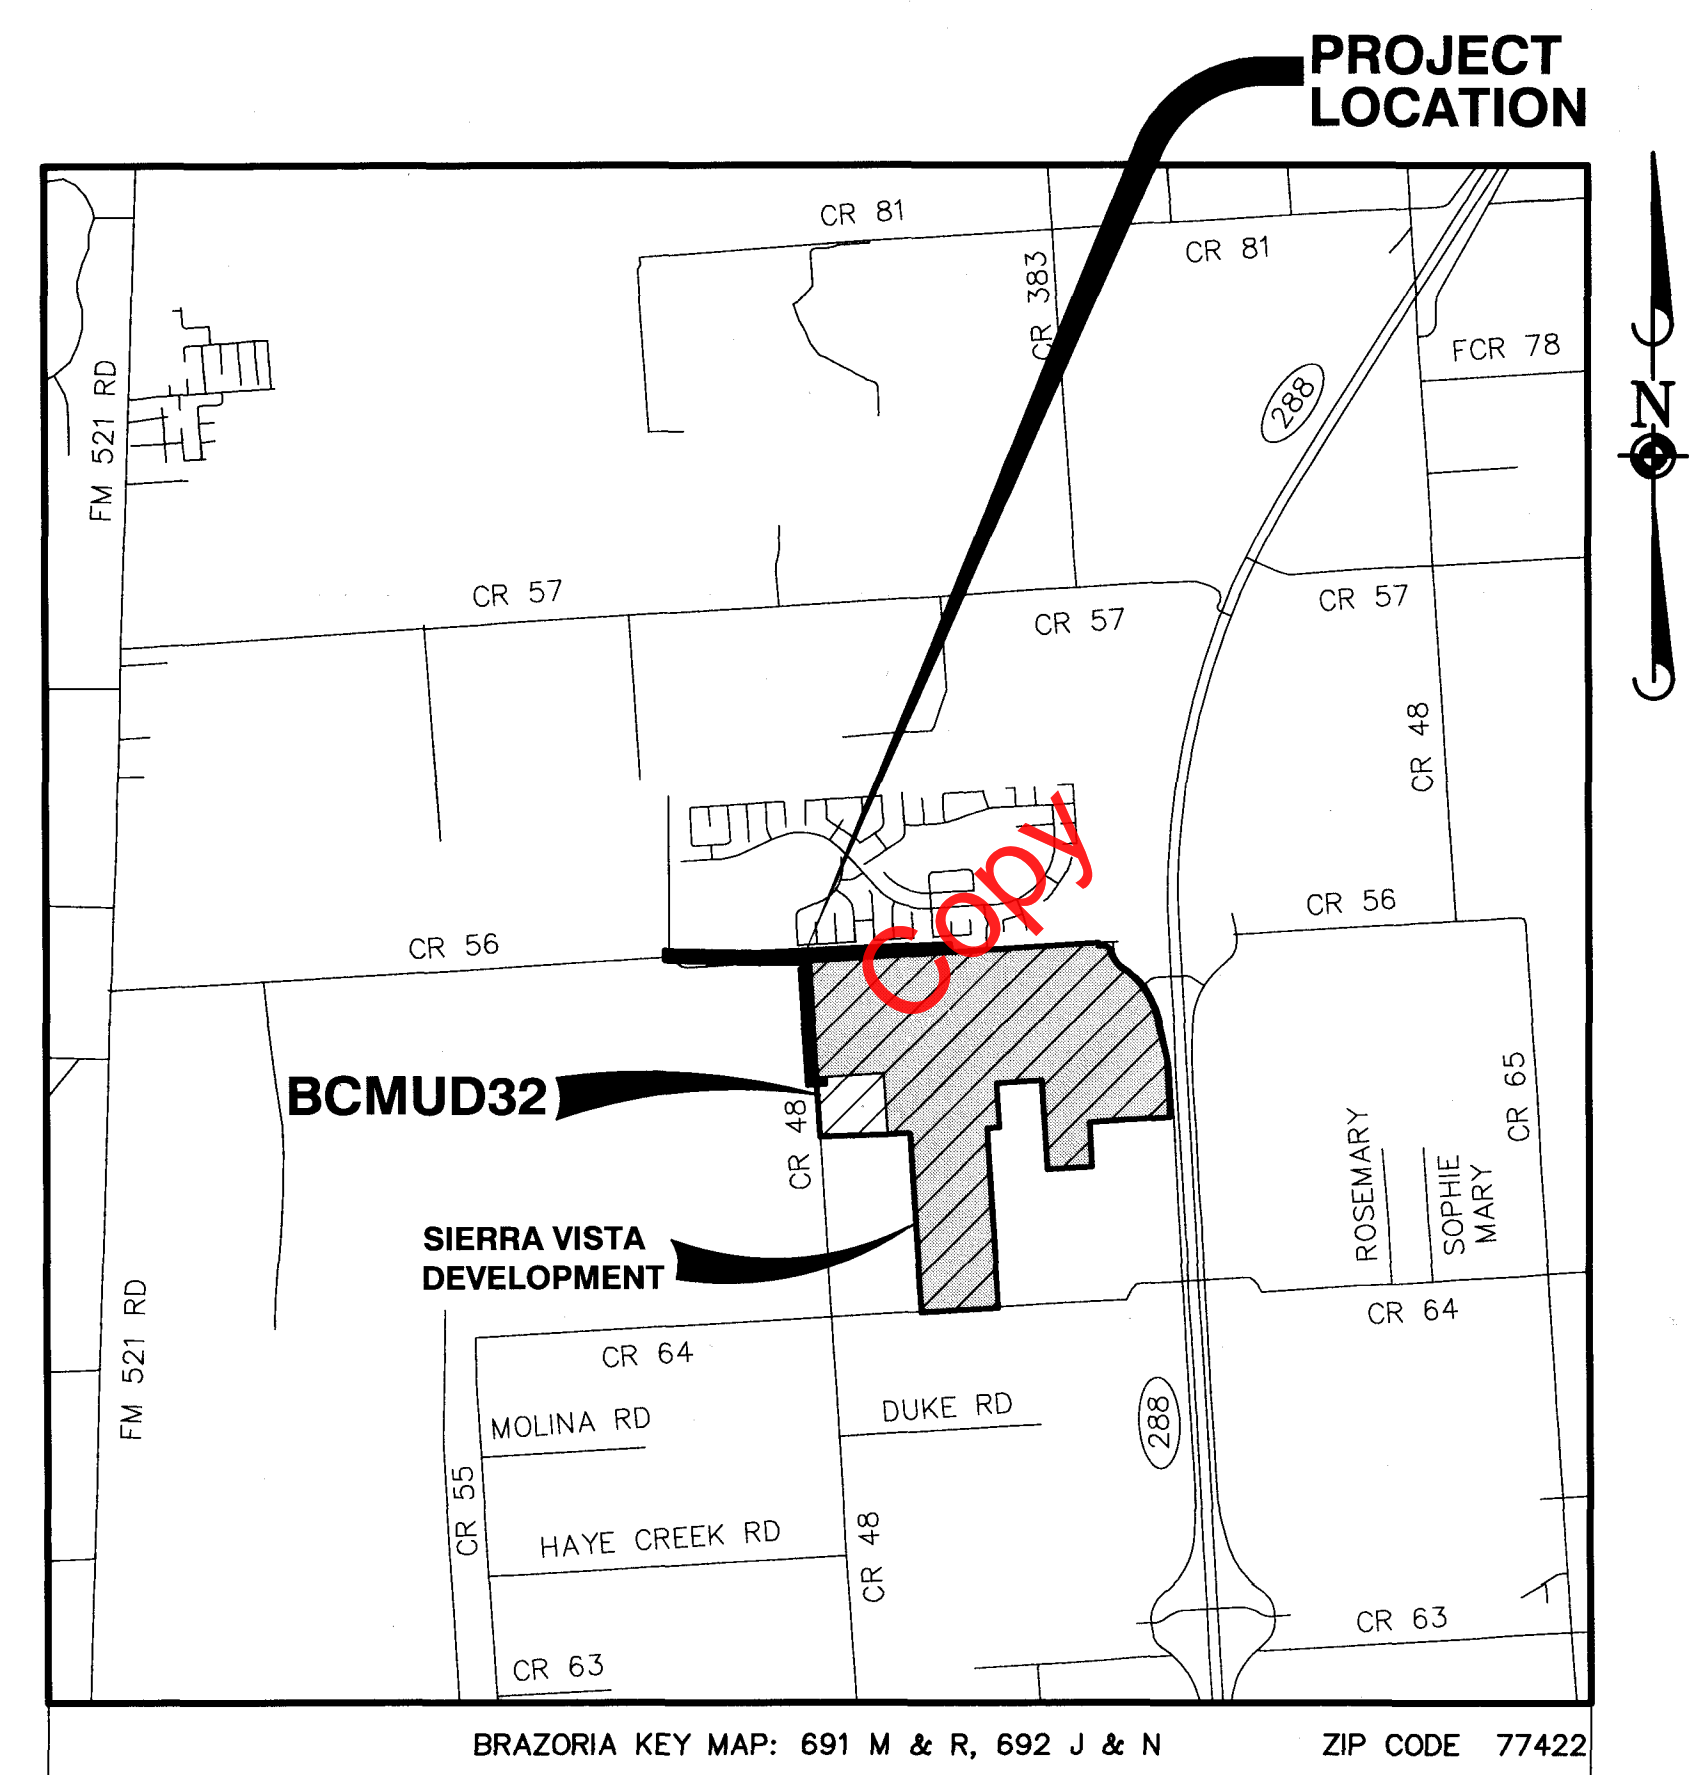 PROJECT
LOCATION
CR 81
CR 81
CR 383
FCR 78
288
FM 521 RD
N
CR 57
CR 57
CR 57
CR 48
Copy
CR 56
CR 56
BCMUD32
CR 48
CR 65
ROSEMARY
SOPHIE
MARY
SIERRA VISTA
DEVELOPMENT
FM 521 RD
CR 64
CR 64
MOLINA RD
DUKE RD
288
CR 55
HAYE CREEK RD
CR 48
CR 63
CR 63
BRAZORIA KEY MAP: 691 M & R, 692 J & N
ZIP CODE 77422